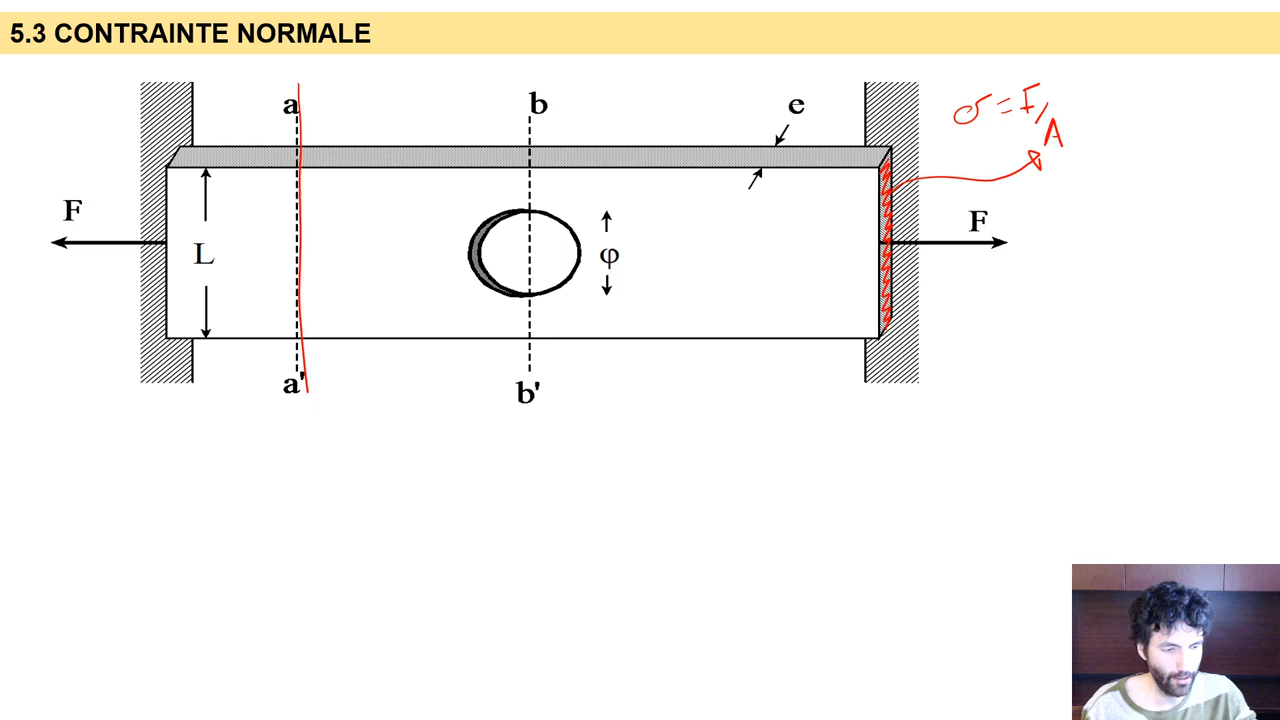 5.3 CONTRAINTE NORMALE
a
b
e
σ = F/A
F
L
φ
F
a'
b'